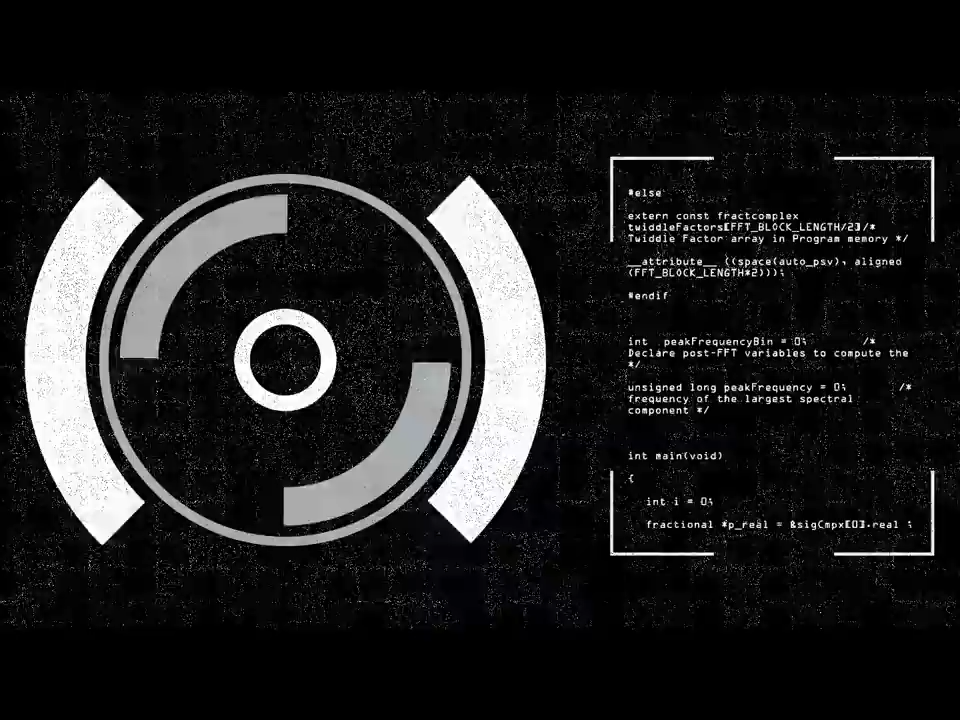 #else
extern const fractcomplex
twiddleFactors[FFT_BLOCK_LENGTH/2]/*
Twiddle Factor array in Program memory */
__attribute__ ((space(auto_psv), aligned
(FFT_BLOCK_LENGTH*2)));
#endif
int  peakFrequencyBin = 0;         /*
Declare post-FFT variables to compute the
*/
unsigned long peakFrequency = 0;         /*
frequency of the largest spectral
component */
int main(void)
{
int i = 0;
fractional *p_real = &sigCmpx[0].real ;